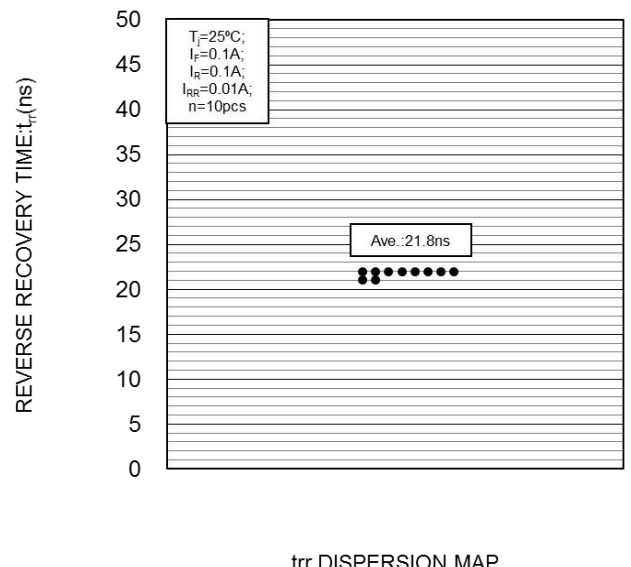 REVERSE RECOVERY TIME:trr(ns)
50
45
40
35
30
25
20
15
10
5
0
Tj=25ºC;
IF=0.1A;
IR=0.1A;
IRR=0.01A;
n=10pcs
Ave.:21.8ns
trr DISPERSION MAP